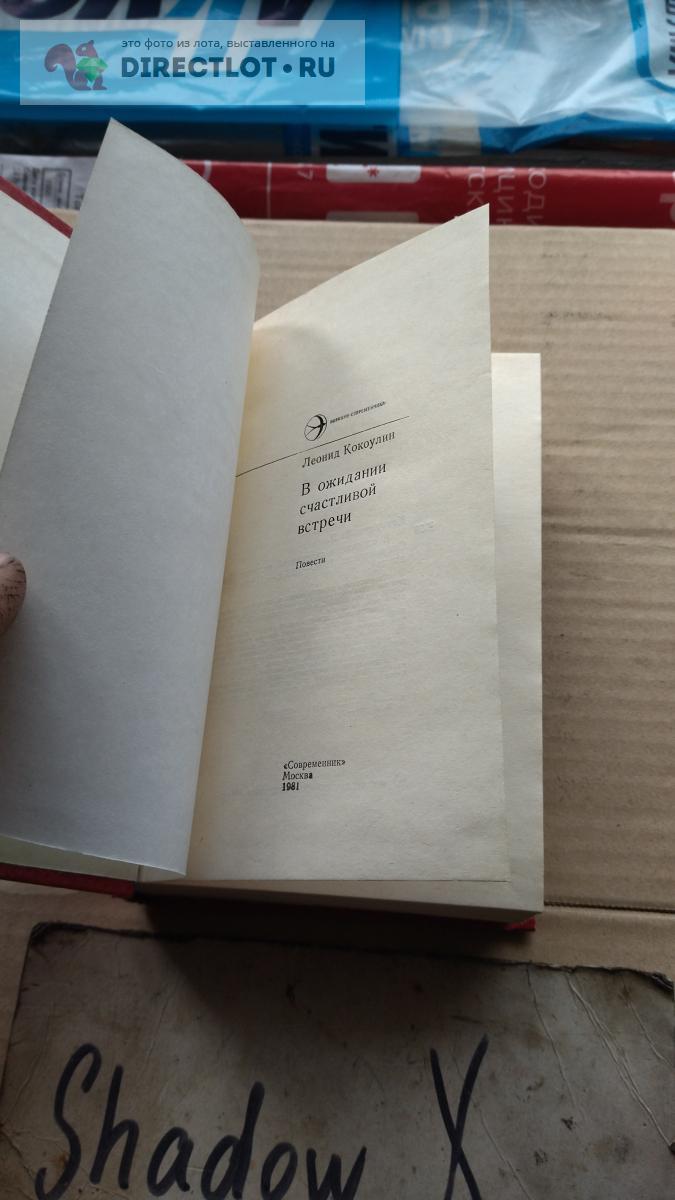 это фото из лота, выставленного на
DIRECTLOT.RU
Леонид Кокоулин
В ожидании
счастливой
встречи
Повести
«Современник»
Москва
1981
Shadow X